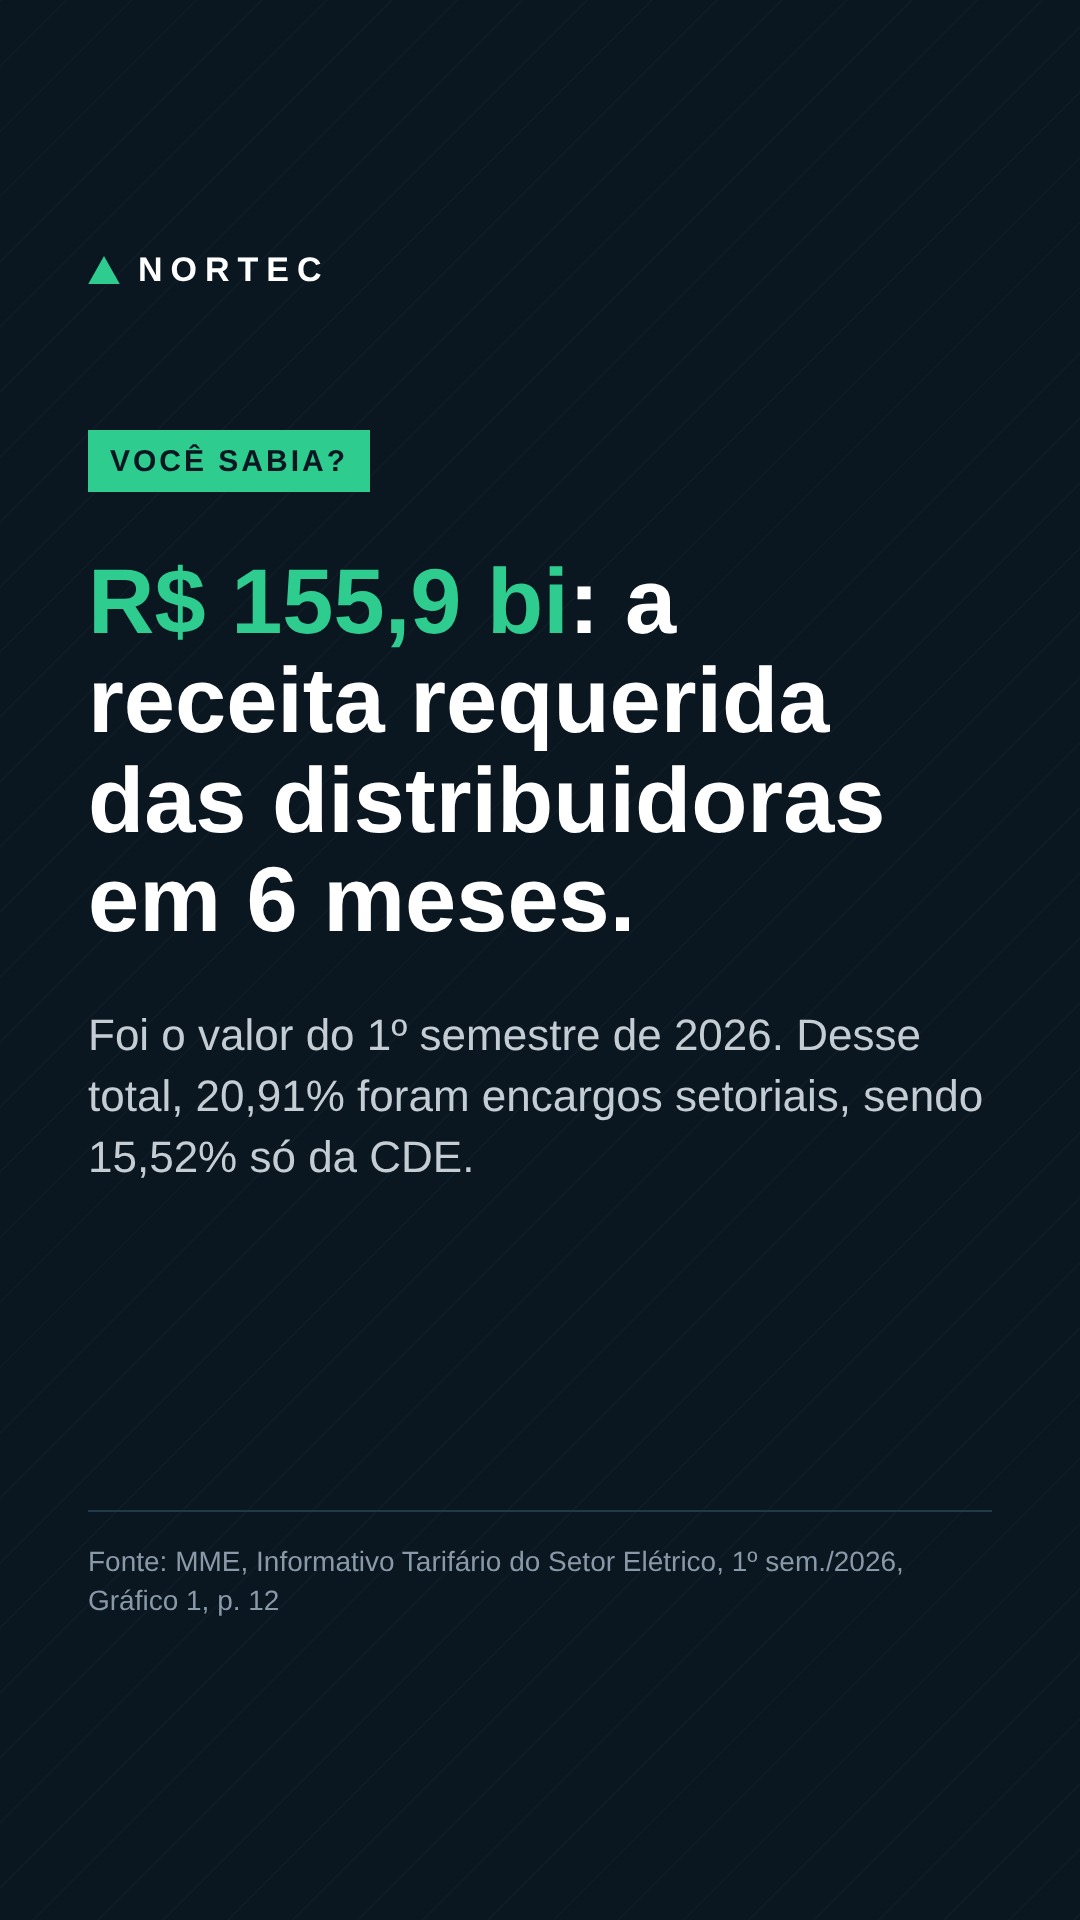 NORTEC
VOCÊ SABIA?
R$ 155,9 bi: a
receita requerida
das distribuidoras
em 6 meses.
Foi o valor do 1º semestre de 2026. Desse
total, 20,91% foram encargos setoriais, sendo
15,52% só da CDE.
Fonte: MME, Informativo Tarifário do Setor Elétrico, 1º sem./2026,
Gráfico 1, p. 12